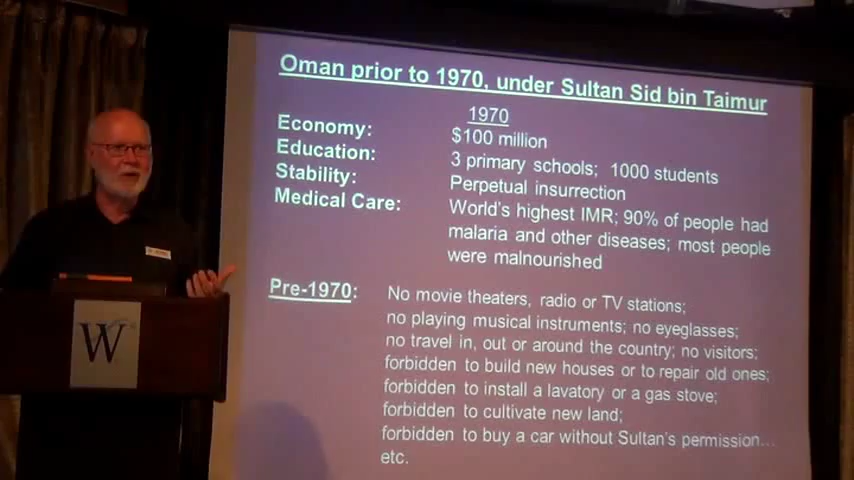 Oman prior to 1970, under Sultan Sid bin Taimur
1970
Economy: $100 million
Education: 3 primary schools; 1000 students
Stability: Perpetual insurrection
Medical Care: World's highest IMR; 90% of people had
malaria and other diseases; most people
were malnourished
Pre-1970: No movie theaters, radio or TV stations;
no playing musical instruments; no eyeglasses;
no travel in, out or around the country; no visitors;
forbidden to build new houses or to repair old ones;
forbidden to install a lavatory or a gas stove;
forbidden to cultivate new land;
forbidden to buy a car without Sultan's permission...
etc.
W